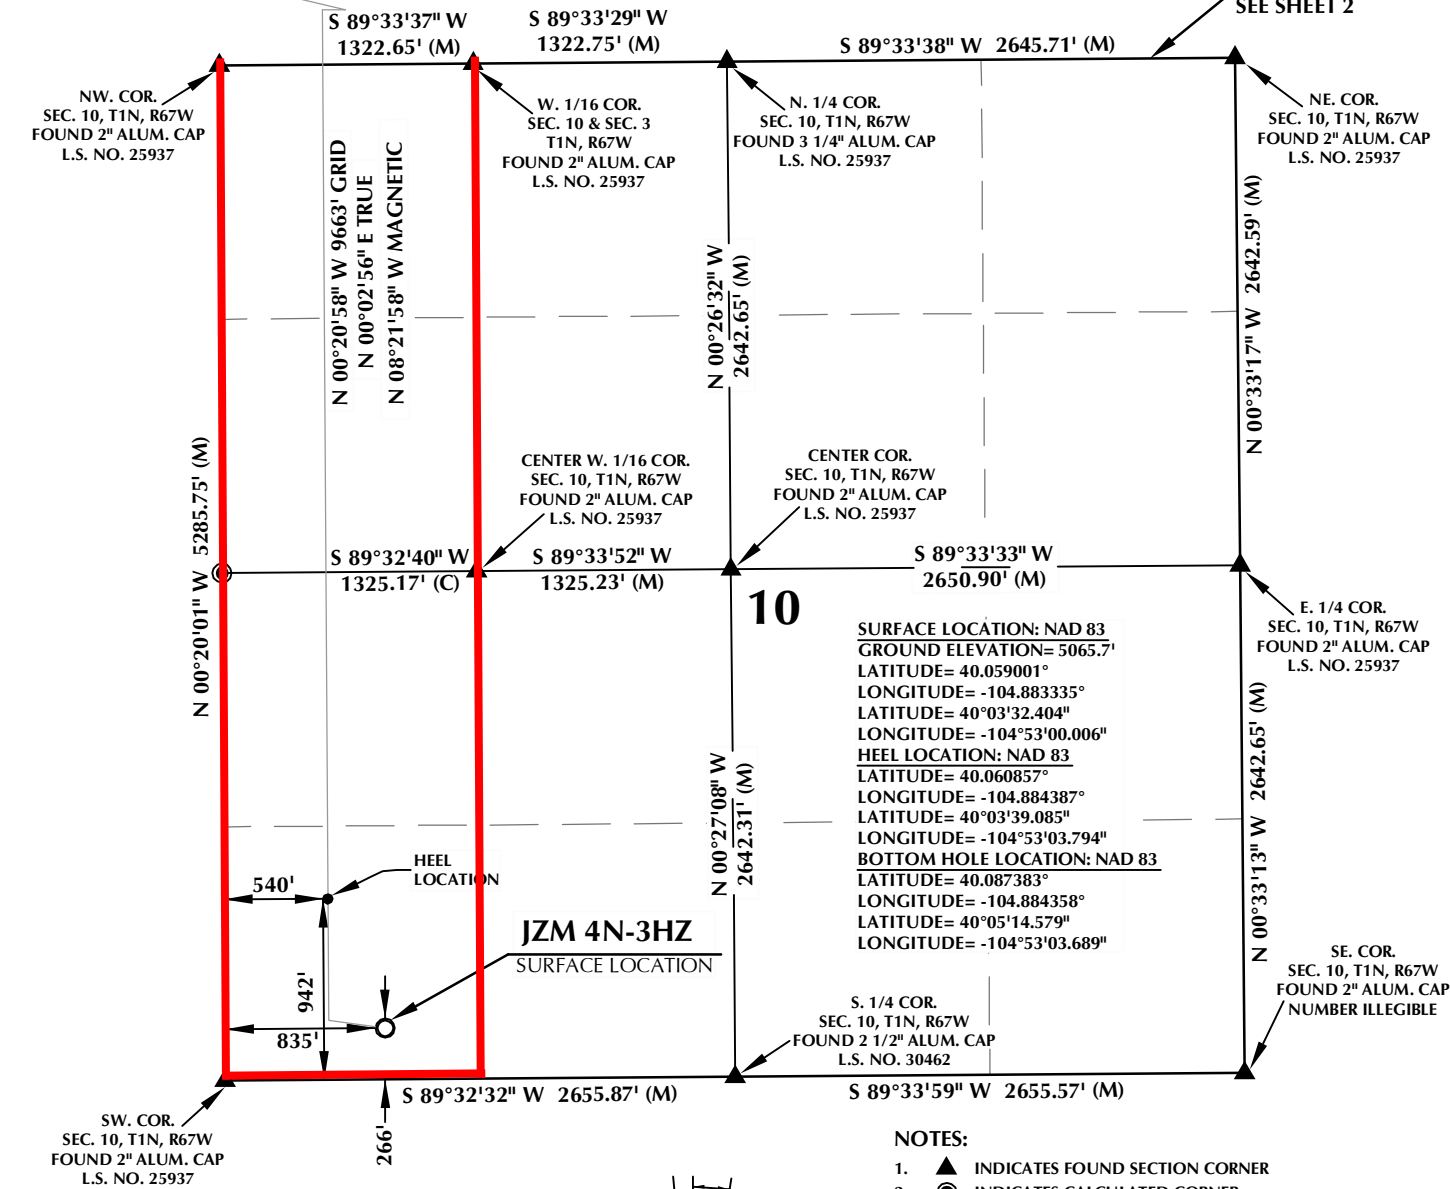 SEE SHEET 2
S 89°33'37" W
1322.65' (M)
S 89°33'29" W
1322.75' (M)
S 89°33'38" W 2645.71' (M)
NW. COR.
SEC. 10, T1N, R67W
FOUND 2" ALUM. CAP
L.S. NO. 25937
W. 1/16 COR.
SEC. 10 & SEC. 3
T1N, R67W
FOUND 2" ALUM. CAP
L.S. NO. 25937
N. 1/4 COR.
SEC. 10, T1N, R67W
FOUND 3 1/4" ALUM. CAP
L.S. NO. 25937
NE. COR.
SEC. 10, T1N, R67W
FOUND 2" ALUM. CAP
L.S. NO. 25937
N 00°20'58" W 9663' GRID
N 00°02'56" E TRUE
N 08°21'58" W MAGNETIC
N 00°26'32" W
2642.65' (M)
N 00°33'17" W 2642.59' (M)
N 00°20'01" W 5285.75' (M)
CENTER W. 1/16 COR.
SEC. 10, T1N, R67W
FOUND 2" ALUM. CAP
L.S. NO. 25937
CENTER COR.
SEC. 10, T1N, R67W
FOUND 2" ALUM. CAP
L.S. NO. 25937
S 89°32'40" W
1325.17' (C)
S 89°33'52" W
1325.23' (M)
S 89°33'33" W
2650.90' (M)
10
E. 1/4 COR.
SEC. 10, T1N, R67W
FOUND 2" ALUM. CAP
L.S. NO. 25937
SURFACE LOCATION: NAD 83
GROUND ELEVATION= 5065.7'
LATITUDE= 40.059001°
LONGITUDE= -104.883335°
LATITUDE= 40°03'32.404"
LONGITUDE= -104°53'00.006"
HEEL LOCATION: NAD 83
LATITUDE= 40.060857°
LONGITUDE= -104.884387°
LATITUDE= 40°03'39.085"
LONGITUDE= -104°53'03.794"
BOTTOM HOLE LOCATION: NAD 83
LATITUDE= 40.087383°
LONGITUDE= -104.884358°
LATITUDE= 40°05'14.579"
LONGITUDE= -104°53'03.689"
N 00°27'08" W
2642.31' (M)
N 00°33'13" W 2642.65' (M)
HEEL
LOCATION
540'
942'
835'
JZM 4N-3HZ
SURFACE LOCATION
SE. COR.
SEC. 10, T1N, R67W
FOUND 2" ALUM. CAP
NUMBER ILLEGIBLE
S. 1/4 COR.
SEC. 10, T1N, R67W
FOUND 2 1/2" ALUM. CAP
L.S. NO. 30462
S 89°32'32" W 2655.87' (M)
S 89°33'59" W 2655.57' (M)
266'
SW. COR.
SEC. 10, T1N, R67W
FOUND 2" ALUM. CAP
L.S. NO. 25937
NOTES:
1. INDICATES FOUND SECTION CORNER
INDICATES CALCULATED CORNER